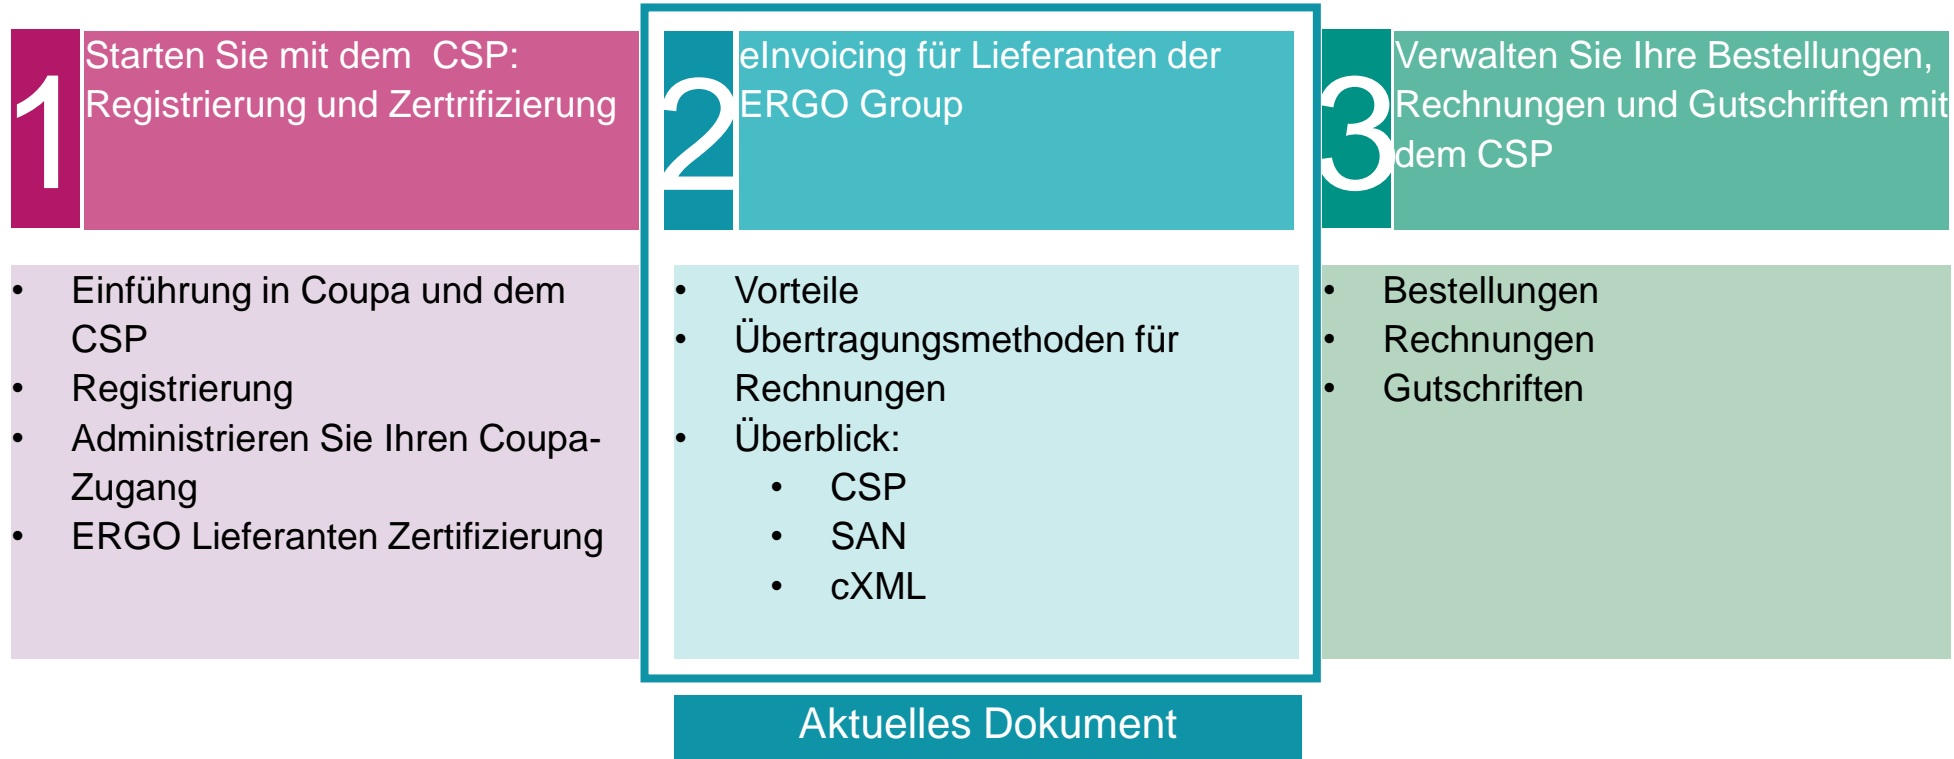 1
Starten Sie mit dem  CSP:
Registrierung und Zertrifizierung
• Einführung in Coupa und dem
CSP
• Registrierung
• Administrieren Sie Ihren Coupa-
Zugang
• ERGO Lieferanten Zertifizierung
2
eInvoicing für Lieferanten der
ERGO Group
• Vorteile
• Übertragungsmethoden für
Rechnungen
• Überblick:
• CSP
• SAN
• cXML
Aktuelles Dokument
3
Verwalten Sie Ihre Bestellungen,
Rechnungen und Gutschriften mit
dem CSP
• Bestellungen
• Rechnungen
• Gutschriften